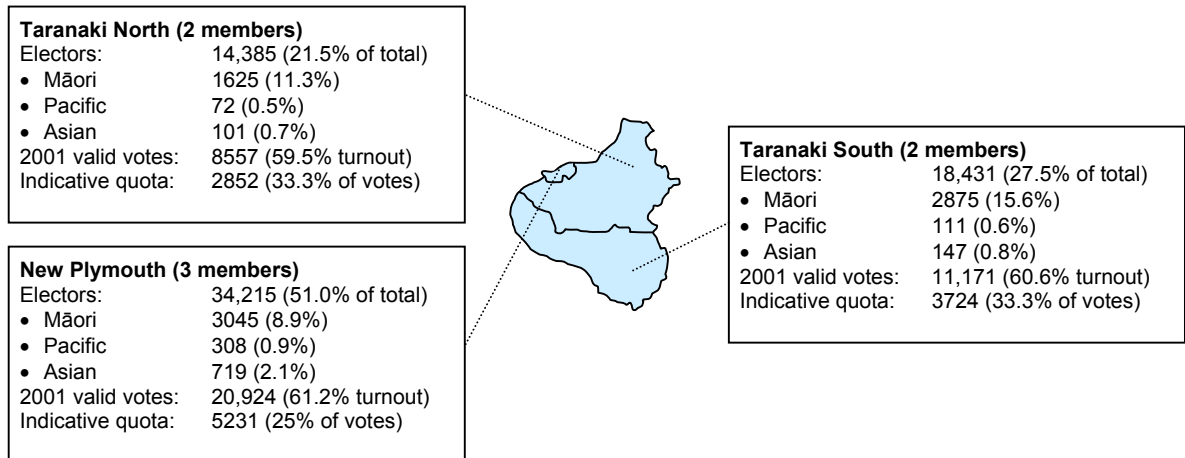 Taranaki North (2 members)
Electors: 14,385 (21.5% of total)
• Māori 1625 (11.3%)
• Pacific 72 (0.5%)
• Asian 101 (0.7%)
2001 valid votes: 8557 (59.5% turnout)
Indicative quota: 2852 (33.3% of votes)
New Plymouth (3 members)
Electors: 34,215 (51.0% of total)
• Māori 3045 (8.9%)
• Pacific 308 (0.9%)
• Asian 719 (2.1%)
2001 valid votes: 20,924 (61.2% turnout)
Indicative quota: 5231 (25% of votes)
Taranaki South (2 members)
Electors: 18,431 (27.5% of total)
• Māori 2875 (15.6%)
• Pacific 111 (0.6%)
• Asian 147 (0.8%)
2001 valid votes: 11,171 (60.6% turnout)
Indicative quota: 3724 (33.3% of votes)